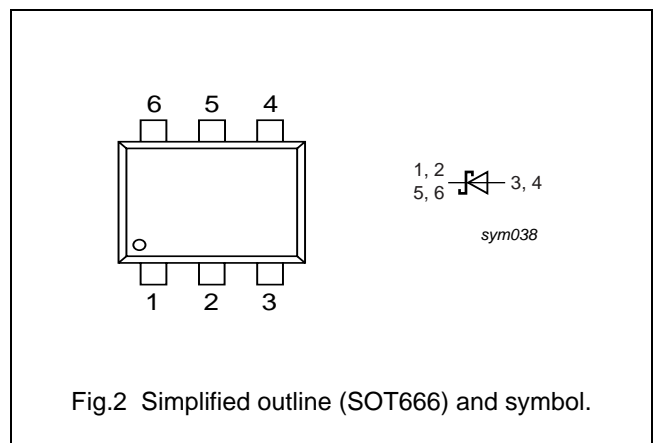 6 5 4
1, 2
5, 6
3, 4
sym038
1 2 3
Fig.2 Simplified outline (SOT666) and symbol.